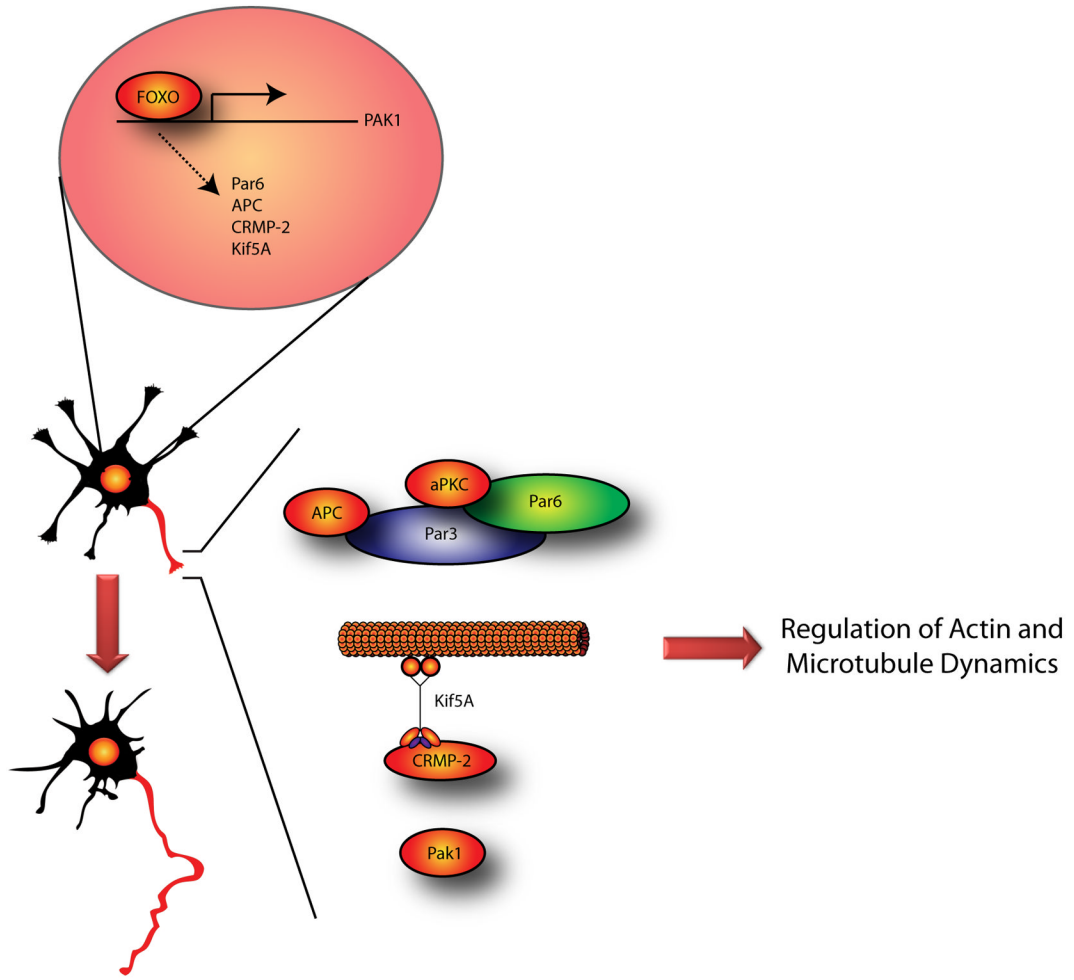 FOXO
PAK1
Par6
APC
CRMP-2
Kif5A
aPKC
Par6
APC
Par3
Regulation of Actin and
Microtubule Dynamics
Kif5A
CRMP-2
Pak1